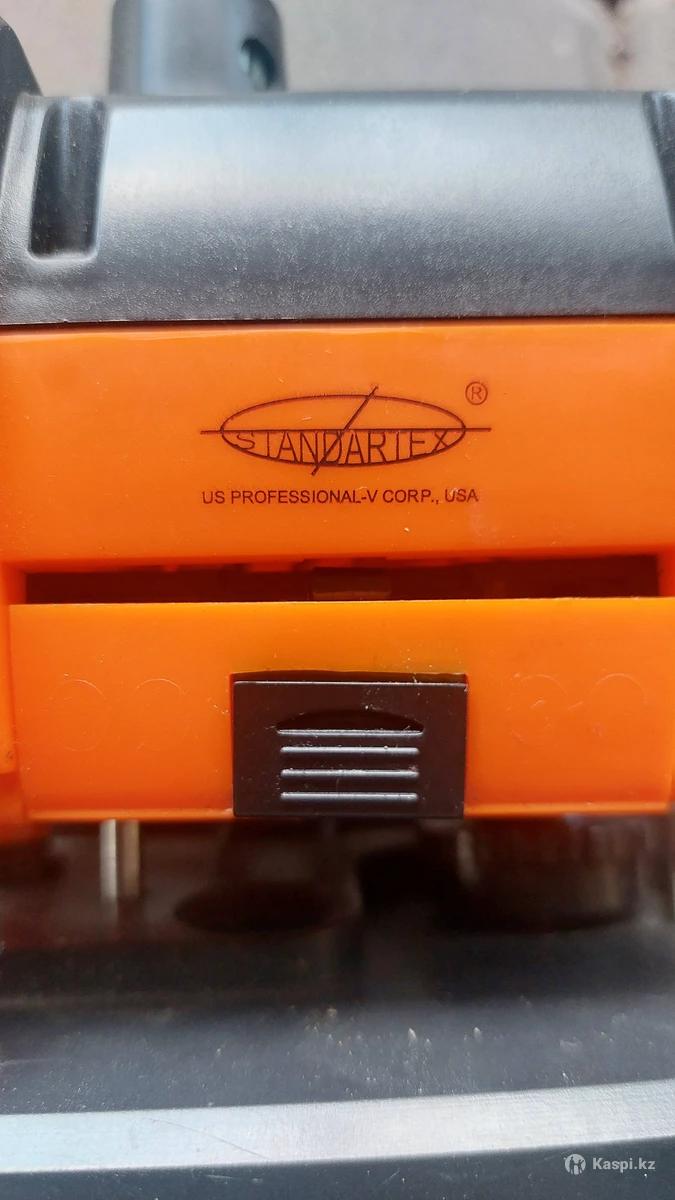 ®
STANDARTEX
US PROFESSIONAL-V CORP., USA
Kaspi.kz